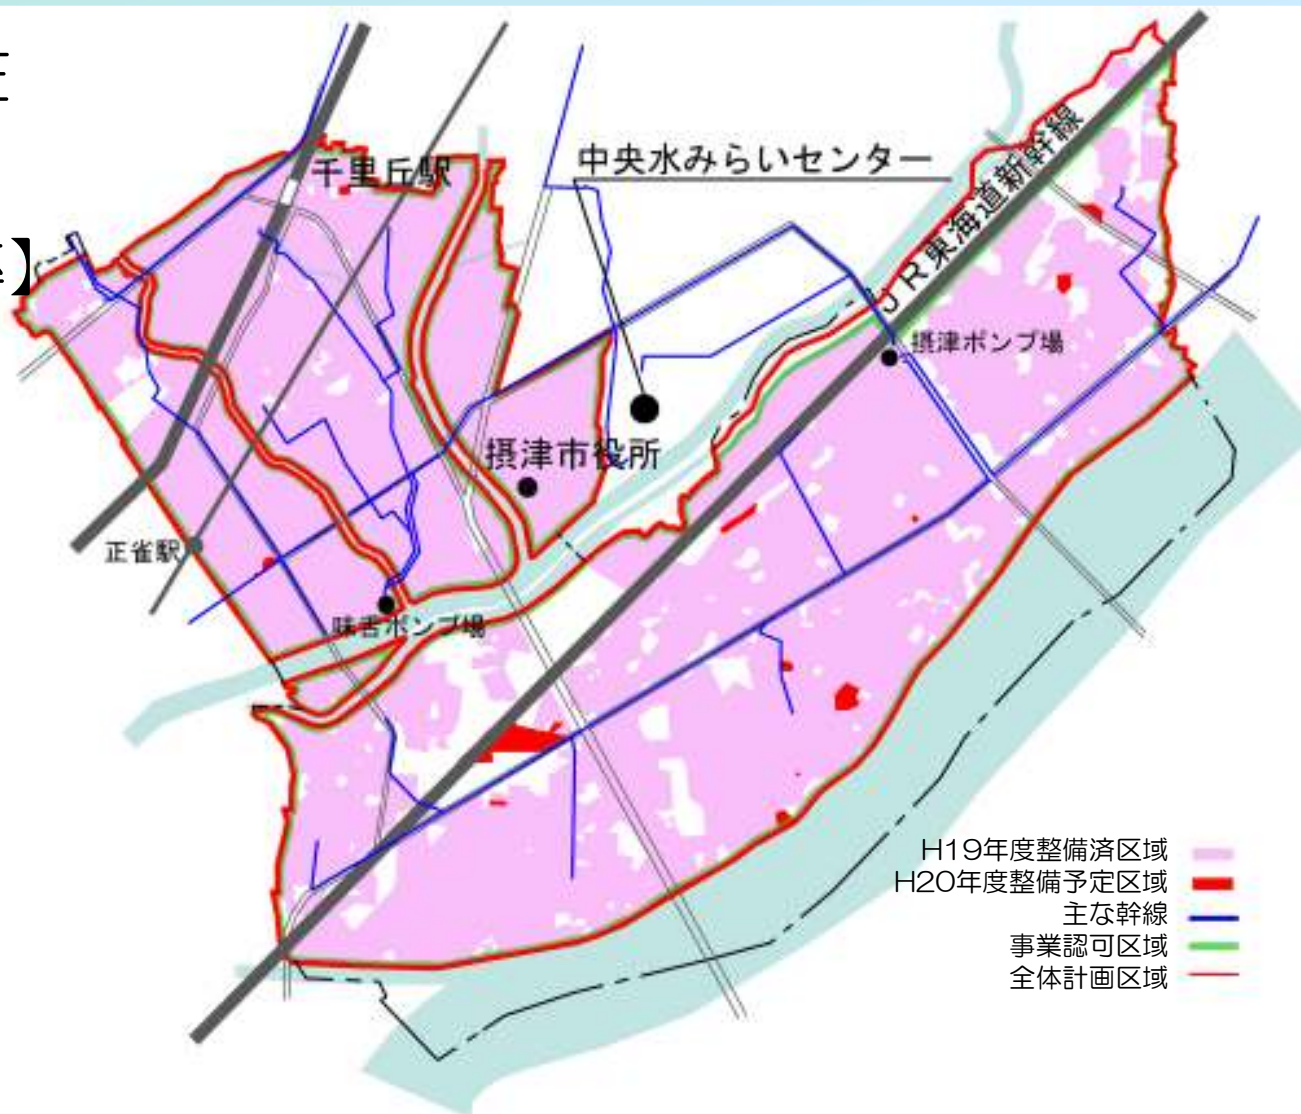 】
千里丘駅
中央水みらいセンター
JR東海道新幹線
摂津ポンプ場
摂津市役所
正雀駅
味舌ポンプ場
H19年度整備済区域
H20年度整備予定区域
主な幹線
事業認可区域
全体計画区域